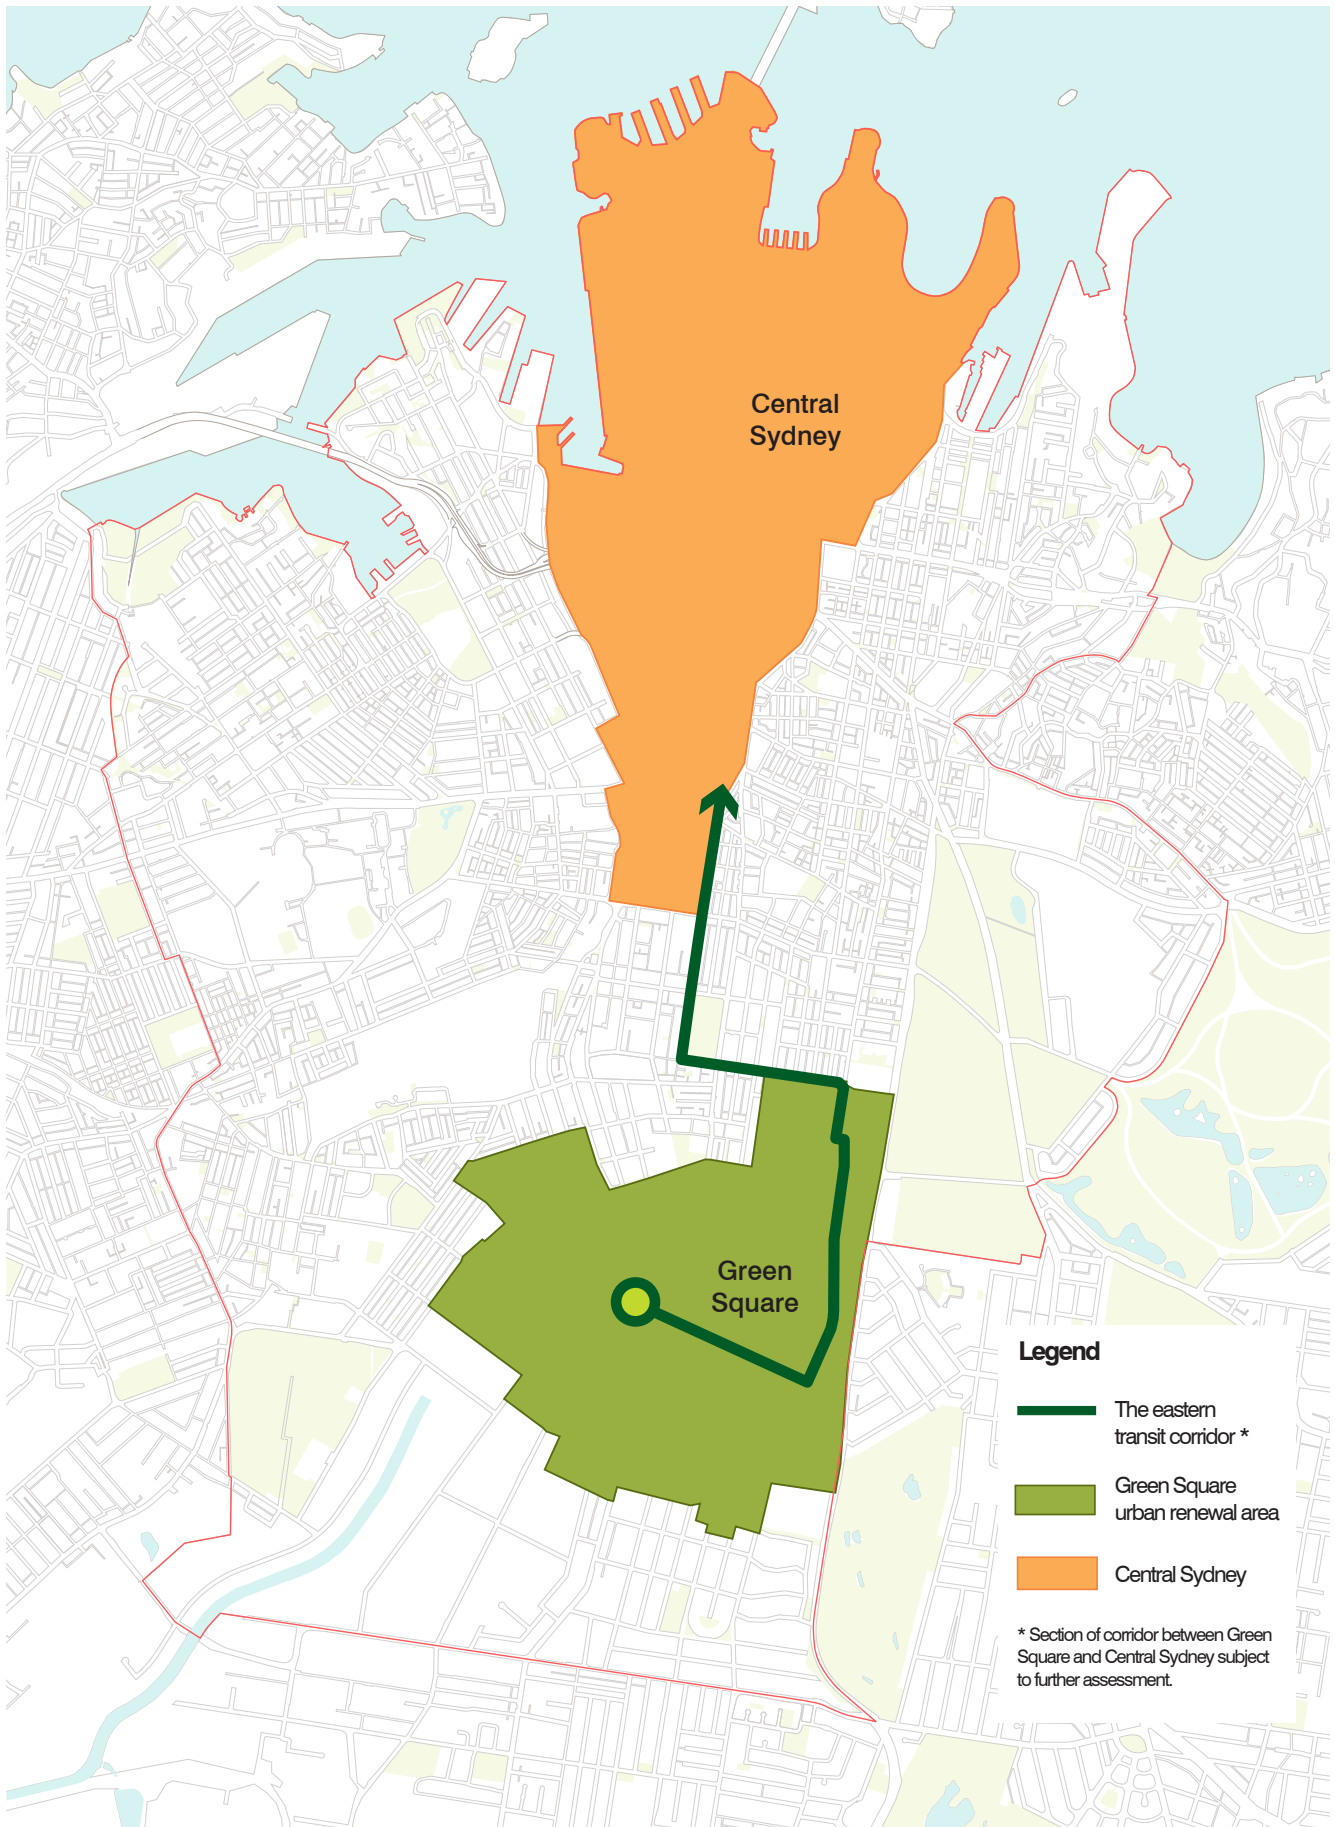 Central
Sydney
Green
Square
Legend
The eastern
transit corridor *
Green Square
urban renewal area
Central Sydney
* Section of corridor between Green
Square and Central Sydney subject
to further assessment.